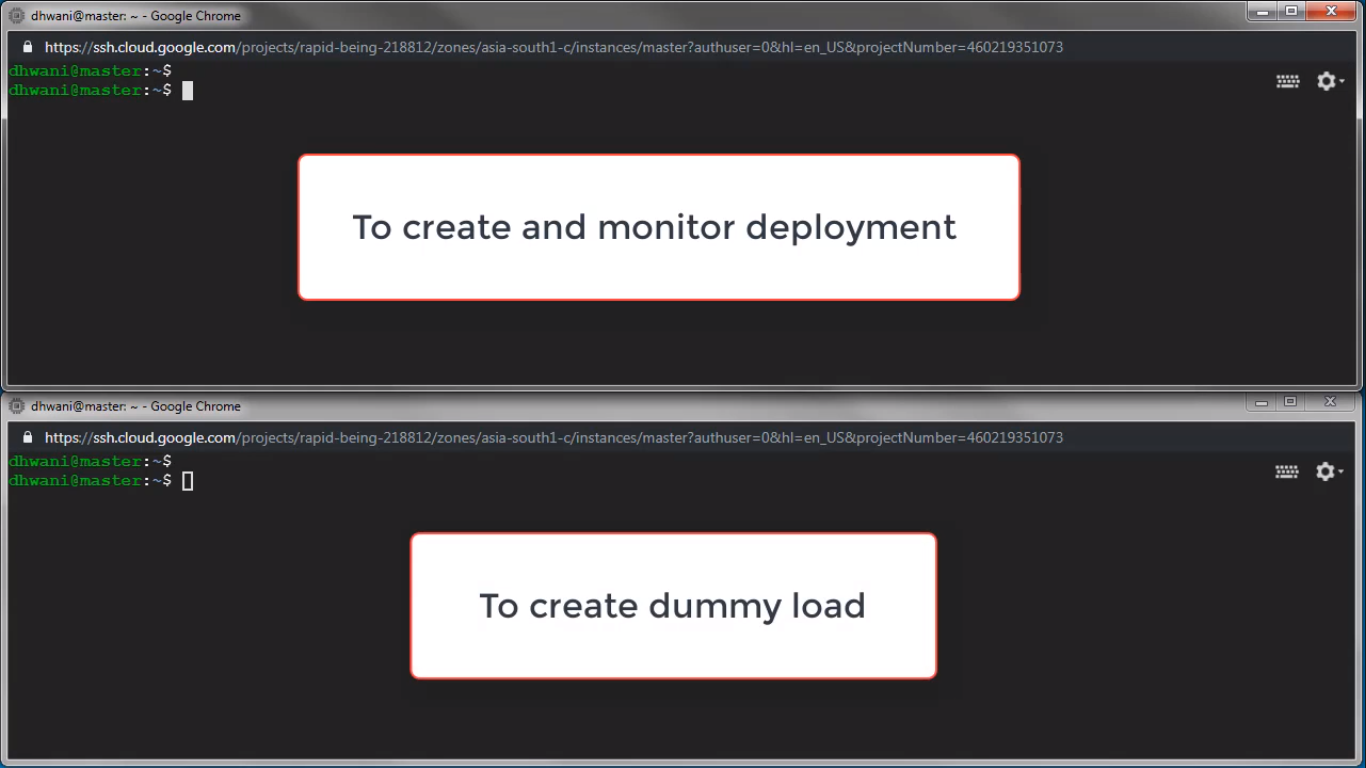 dhwani@master: ~ - Google Chrome
https://ssh.cloud.google.com/projects/rapid-being-218812/zones/asia-south1-c/instances/master?authuser=0&hl=en_US&projectNumber=460219351073
dhwani@master:~$
dhwani@master:~$
To create and monitor deployment
dhwani@master: ~ - Google Chrome
https://ssh.cloud.google.com/projects/rapid-being-218812/zones/asia-south1-c/instances/master?authuser=0&hl=en_US&projectNumber=460219351073
dhwani@master:~$
dhwani@master:~$
To create dummy load